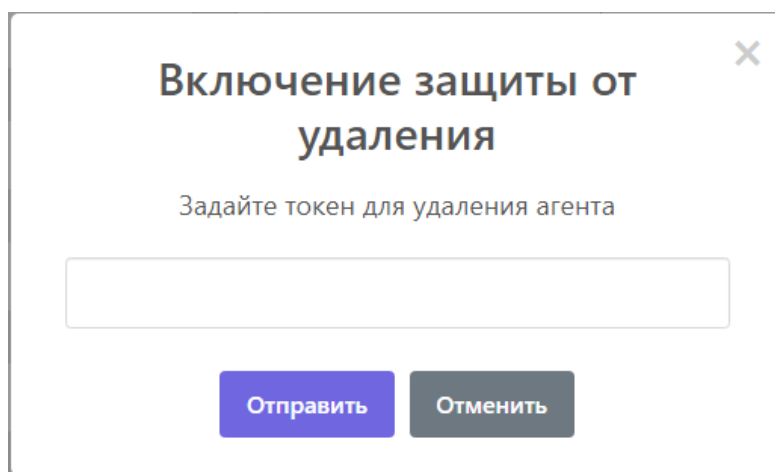 Включение защиты от
удаления
Задайте токен для удаления агента
Отправить Отменить